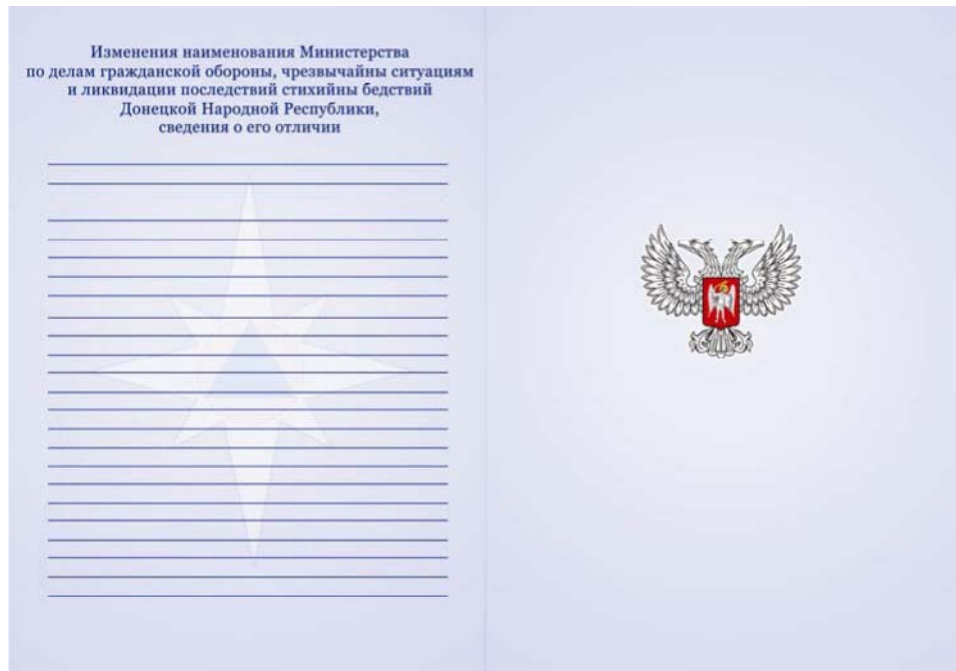 Изменения наименования Министерства
по делам гражданской обороны, чрезвычайны ситуациям
и ликвидации последствий стихийны бедствий
Донецкой Народной Республики,
сведения о его отличии